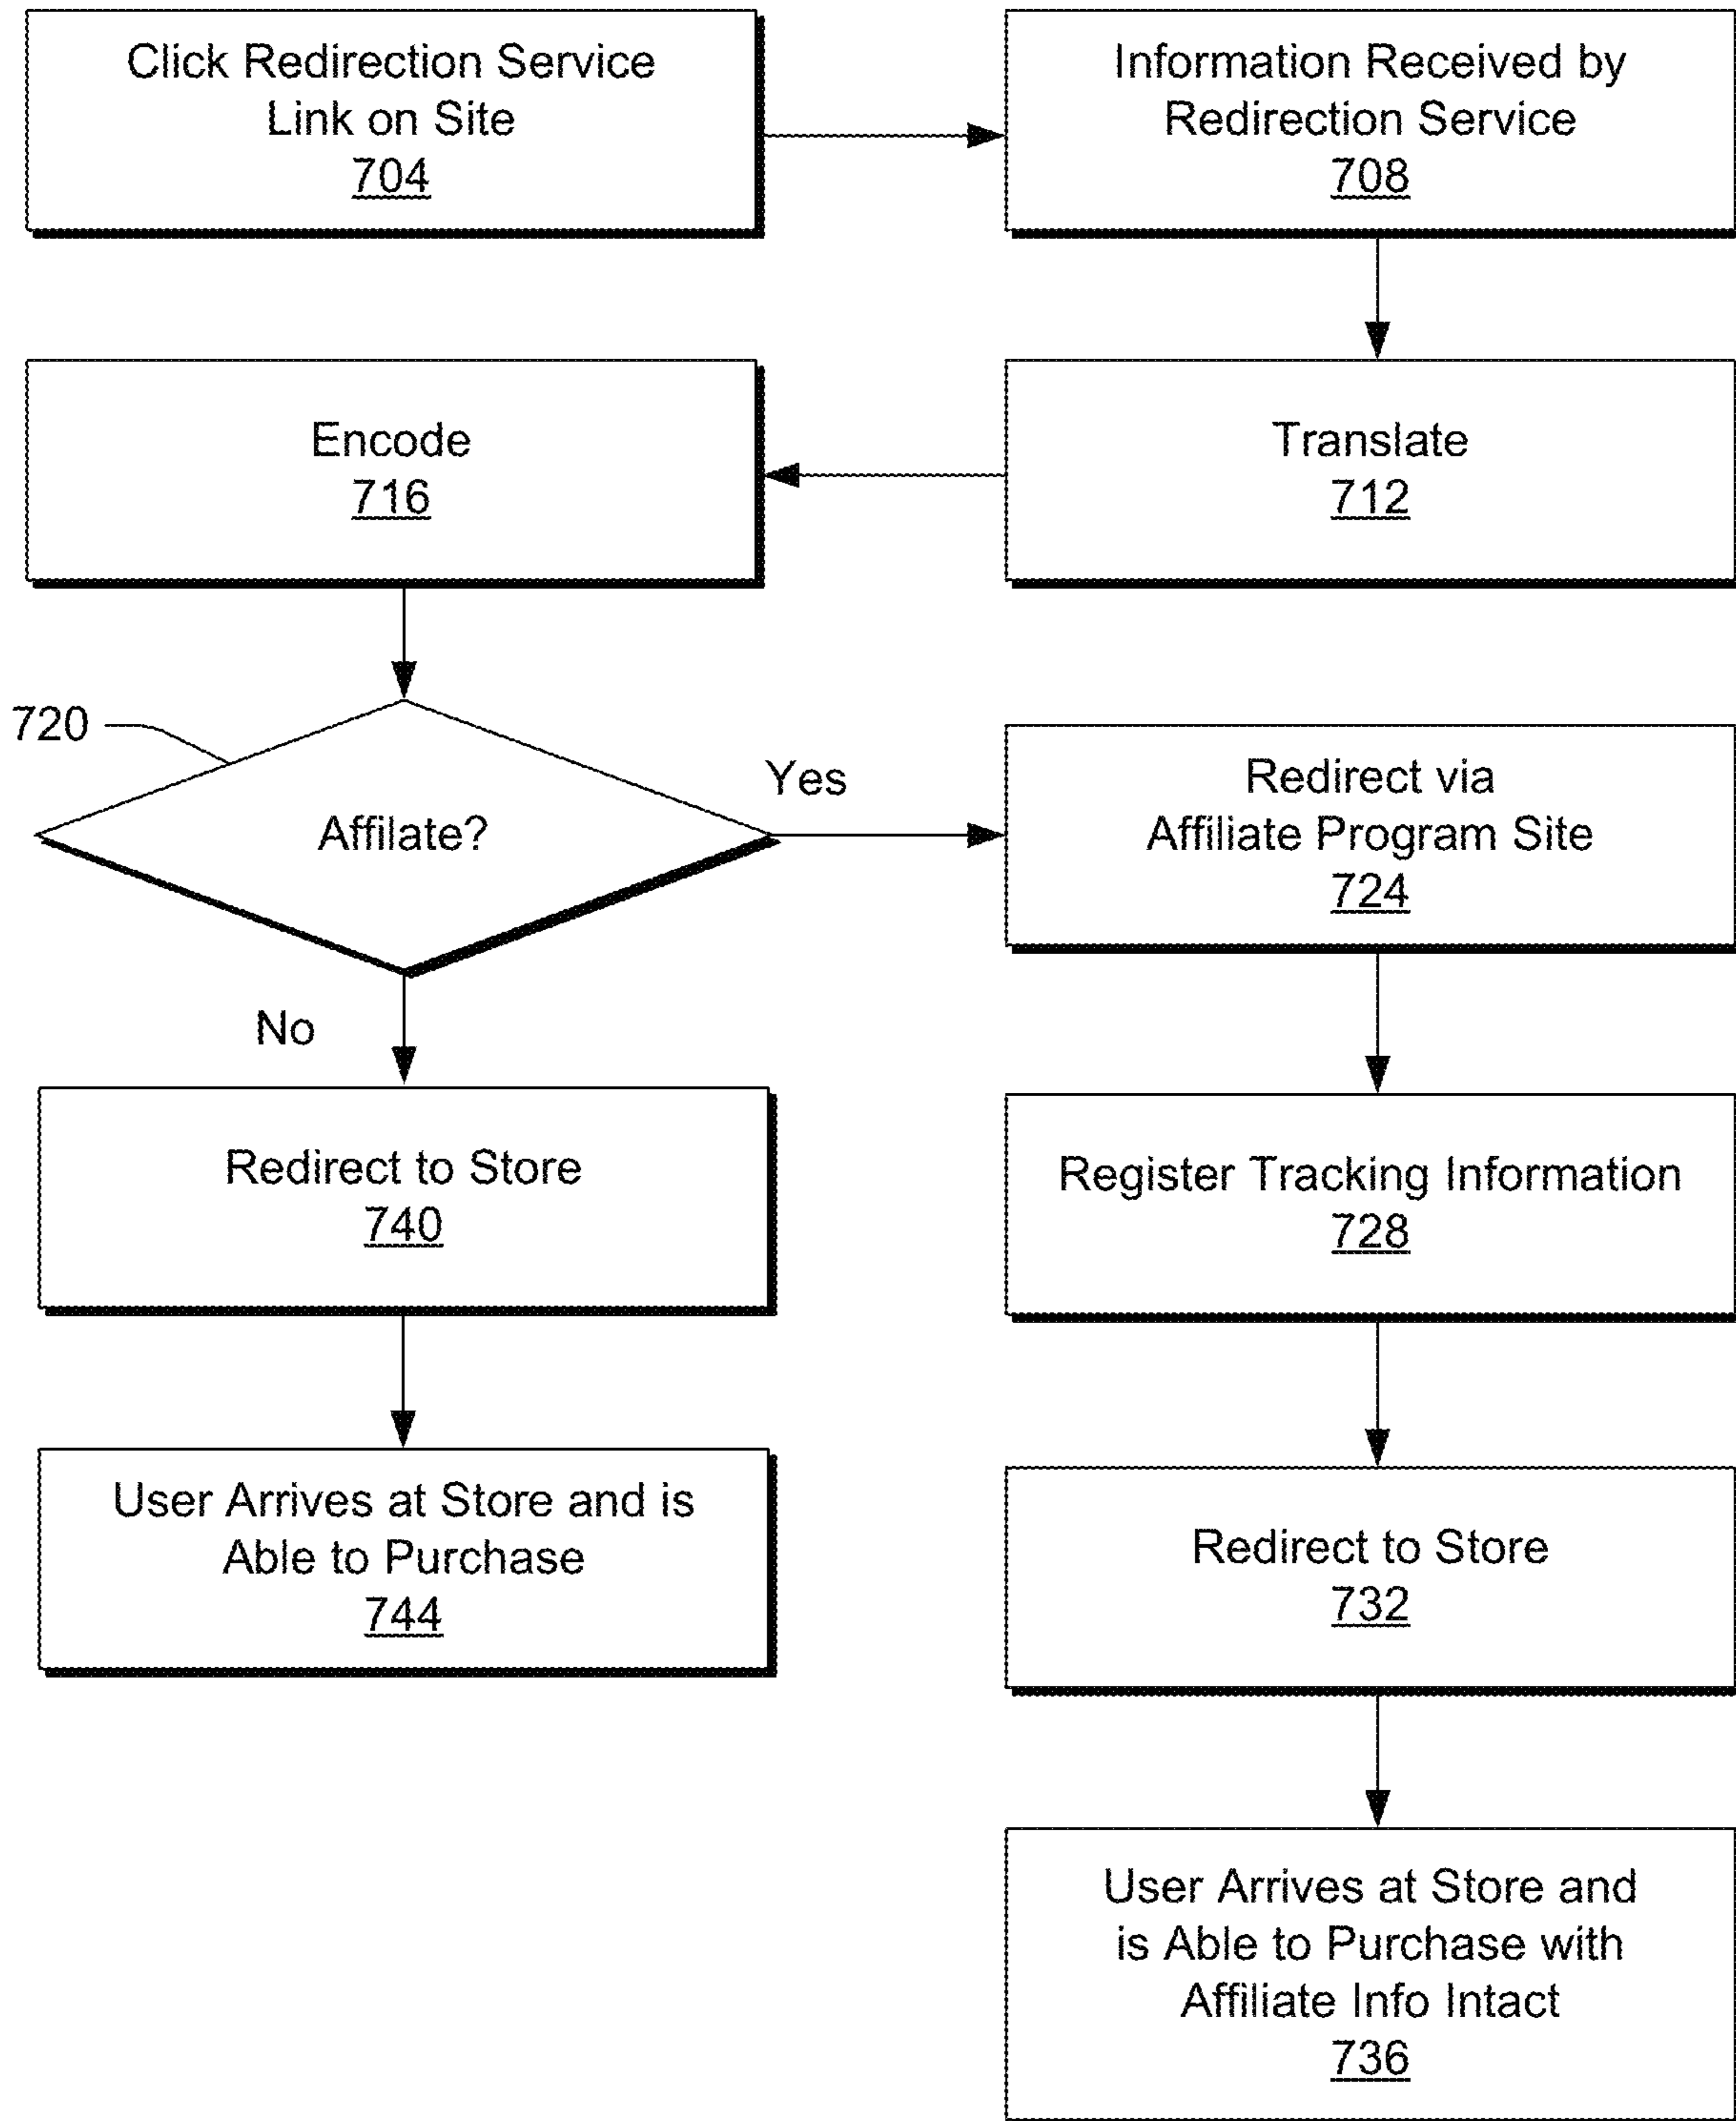 Click Redirection Service
Link on Site
704
Information Received by
Redirection Service
708
Translate
712
Encode
716
720
Affilate?
Yes
No
Redirect via
Affiliate Program Site
724
Register Tracking Information
728
Redirect to Store
732
User Arrives at Store and
is Able to Purchase with
Affiliate Info Intact
736
Redirect to Store
740
User Arrives at Store and is
Able to Purchase
744